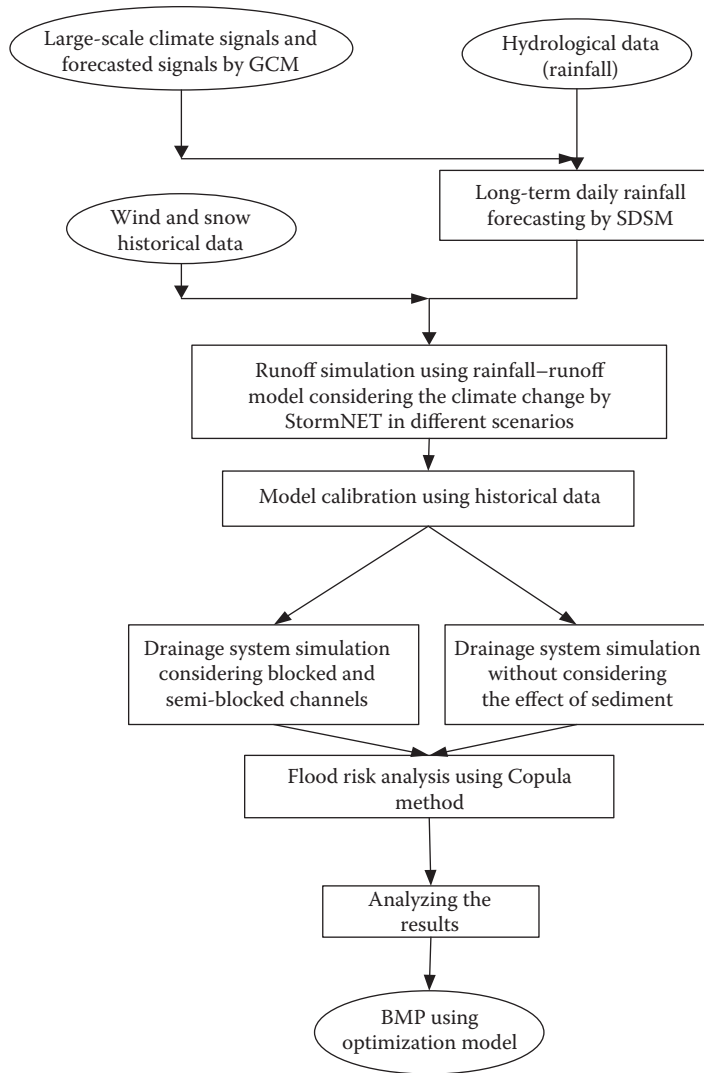 Large-scale climate signals and
forecasted signals by GCM
Hydrological data
(rainfall)
Long-term daily rainfall
forecasting by SDSM
Wind and snow
historical data
Runoff simulation using rainfall–runoff
model considering the climate change by
StormNET in different scenarios
Model calibration using historical data
Drainage system simulation
considering blocked and
semi-blocked channels
Drainage system simulation
without considering
the effect of sediment
Flood risk analysis using Copula
method
Analyzing the
results
BMP using
optimization model